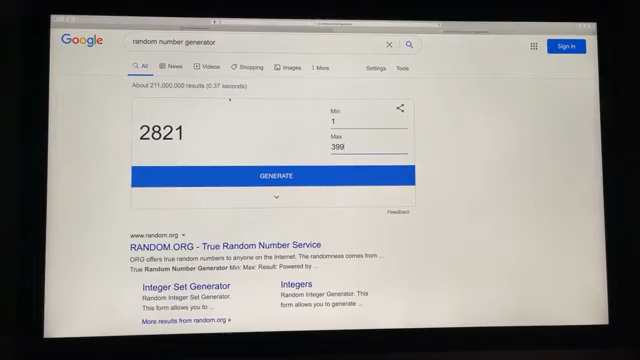 Google
random number generator
Sign in
All
News
Videos
Shopping
Images
More
Settings
Tools
About 211,000,000 results (0.37 seconds)
Min
1
2821
Max
399
GENERATE
Feedback
www.random.org
RANDOM.ORG - True Random Number Service
ORG offers true random numbers to anyone on the Internet. The randomness comes from ...
True Random Number Generator Min: Max: Result: Powered by ...
Integer Set Generator
Random Integer Set Generator.
This form allows you to ...
Integers
Random Integer Generator. This
form allows you to generate ...
More results from random.org »